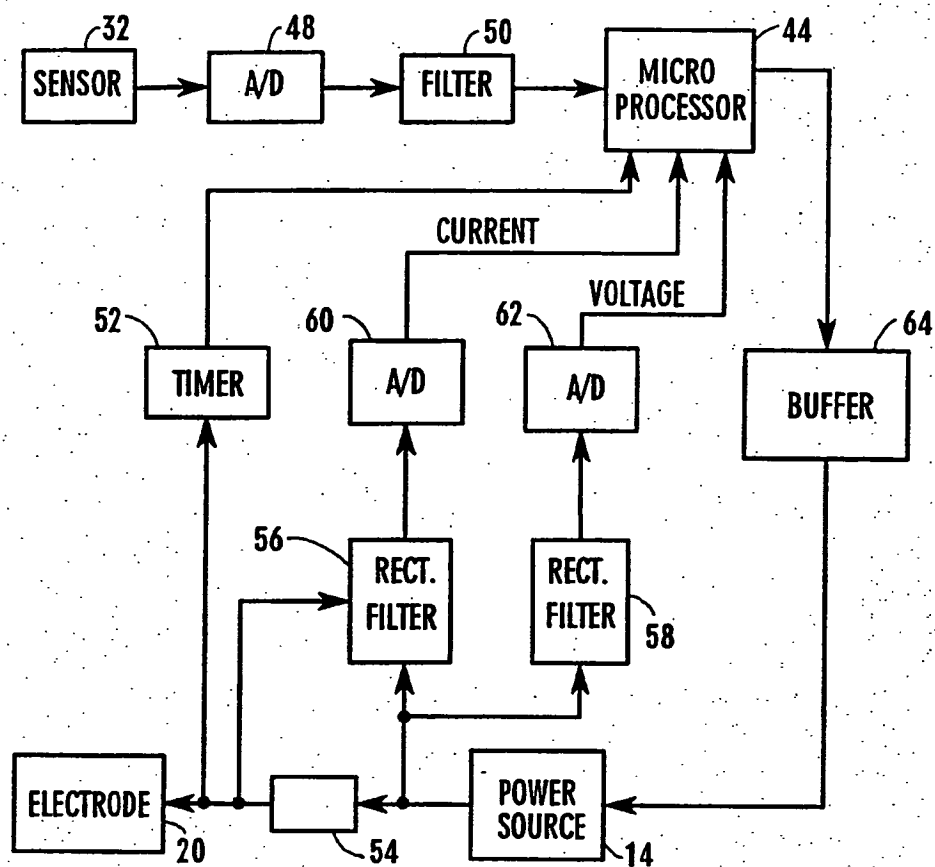 32
48
50
44
SENSOR
A/D
FILTER
MICRO
PROCESSOR
CURRENT
VOLTAGE
52
60
62
64
TIMER
A/D
A/D
BUFFER
56
RECT.
FILTER
RECT.
FILTER
58
ELECTRODE
20
54
POWER
SOURCE
14